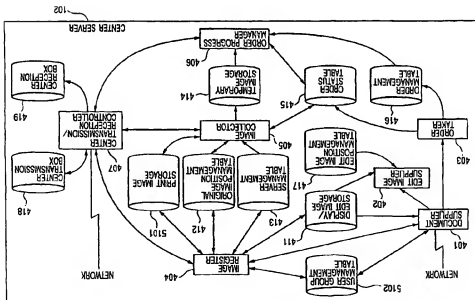 NETWORK
5102
USER GROUP
MANAGEMENT
TABLE
404
IMAGE
REGISTER
NETWORK
401
DOCUMENT
SUPPLIER
411
DISPLAY/
EDIT IMAGE
STORAGE
402
EDIT IMAGE
SUPPLIER
417
EDIT IMAGE
POSITION
MANAGEMENT
TABLE
413
SERVER
MANAGEMENT
TABLE
412
ORIGINAL
IMAGE
POSITION
MANAGEMENT
TABLE
5101
PRINT IMAGE
STORAGE
418
CENTER
TRANSMISSION
BOX
403
ORDER
TAKER
405
IMAGE
COLLECTOR
407
CENTER
TRANSMISSION/
RECEPTION
CONTROLLER
416
ORDER
MANAGEMENT
TABLE
415
ORDER
STATUS
TABLE
414
TEMPORARY
IMAGE
STORAGE
419
CENTER
RECEPTION
BOX
406
ORDER PROGRESS
MANAGER
CENTER SERVER
102